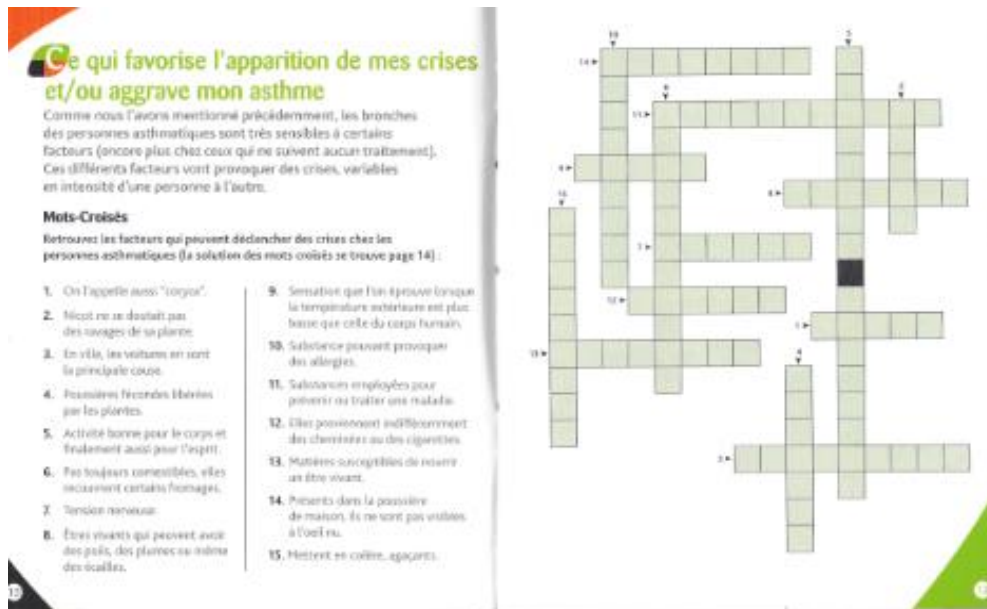 Ce qui favorise l'apparition de mes crises
et/ou aggrave mon asthme
Comme nous l'avons mentionné précédemment, les bronches
des personnes asthmatiques sont très sensibles à certains
facteurs (encore plus chez ceux qui ne suivent aucun traitement).
Ces différents facteurs vont provoquer des crises, variables
en intensité d'une personne à l'autre.
Mots-Croisés
Retrouvez les facteurs qui peuvent déclancher des crises chez les
personnes asthmatiques (la solution des mots croisés se trouve page 14) :
1. On l'appelle aussi "coryza".
2. Nicot ne se doutait pas
des ravages de sa plante.
3. En ville, les voitures en sont
la principale cause.
4. Poussières fécondes libérées
par les plantes.
5. Activité bonne pour le corps et
finalement aussi pour l'esprit.
6. Pas toujours comestibles, elles
recouvrent certains fromages.
7. Tension nerveuse.
8. Êtres vivants qui peuvent avoir
des poils, des plumes ou même
des écailles.
9. Sensation que l'on éprouve lorsque
la température extérieure est plus
basse que celle du corps humain.
10. Substance pouvant provoquer
des allergies.
11. Substances employées pour
prévenir ou traiter une maladie.
12. Elles proviennent indifféremment
des cheminées ou des cigarettes.
13. Matières susceptibles de nourrir
un être vivant.
14. Présents dans la poussière
de maison, ils ne sont pas visibles
à l'oeil nu.
15. Mettent en colère, agaçants.